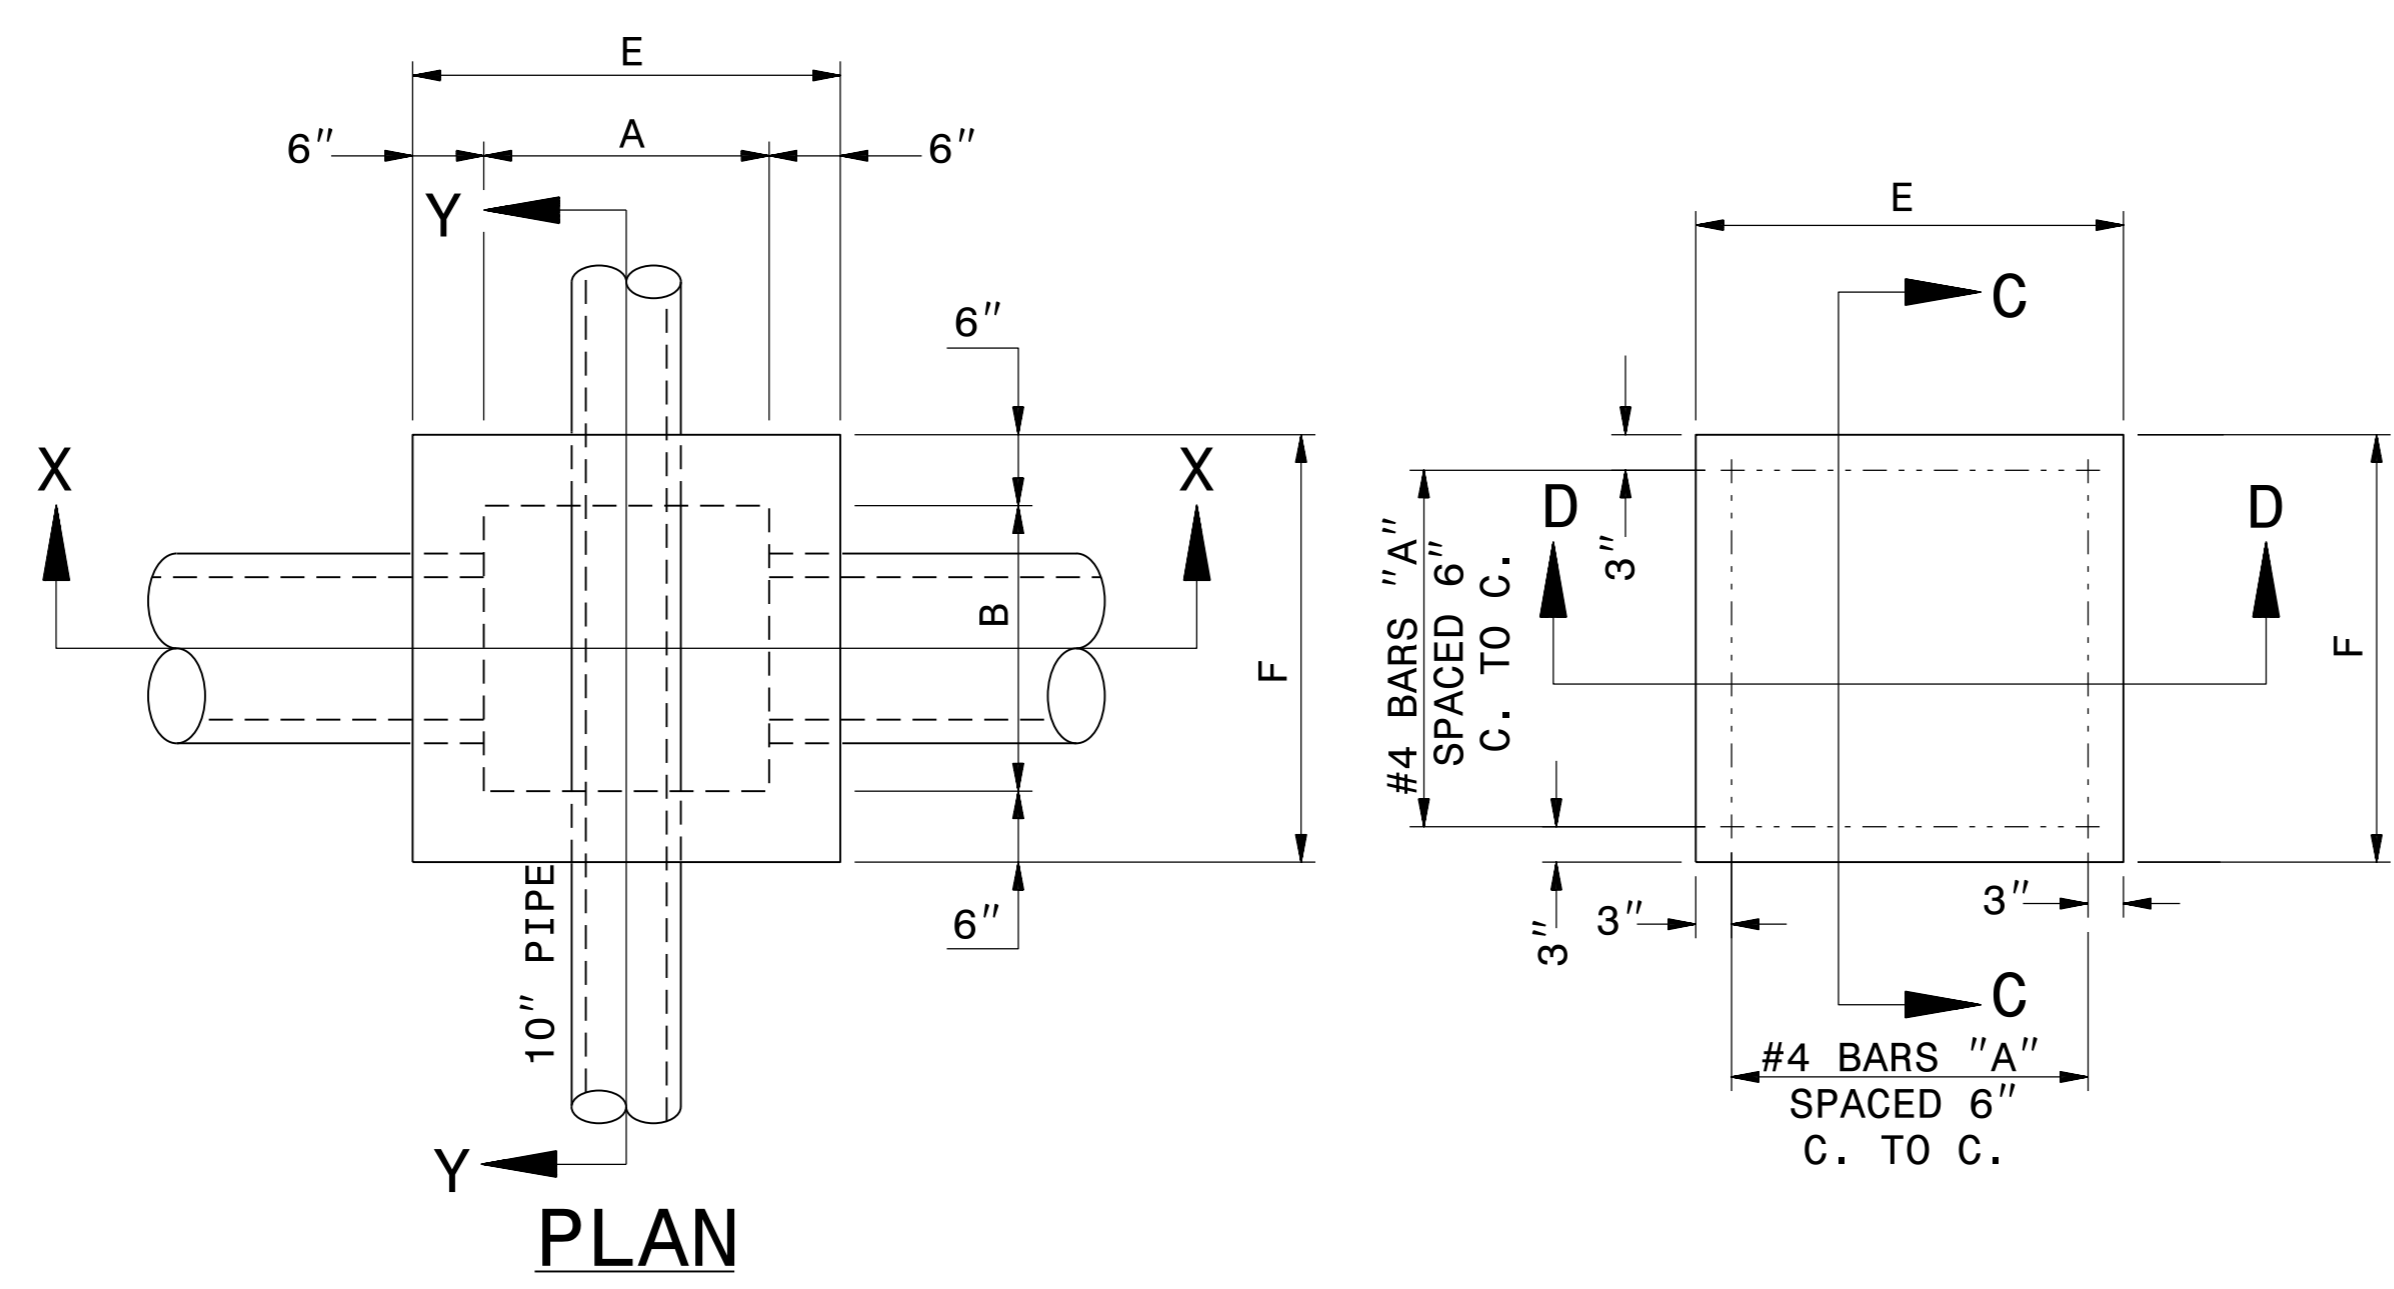 E
6"
A
6"
Y
6"
X
X
B
F
10" PIPE
6"
Y
PLAN
E
C
D
D
#4 BARS "A"
SPACED 6"
C. TO C.
3"
F
3"
3"
3"
C
#4 BARS "A"
SPACED 6"
C. TO C.